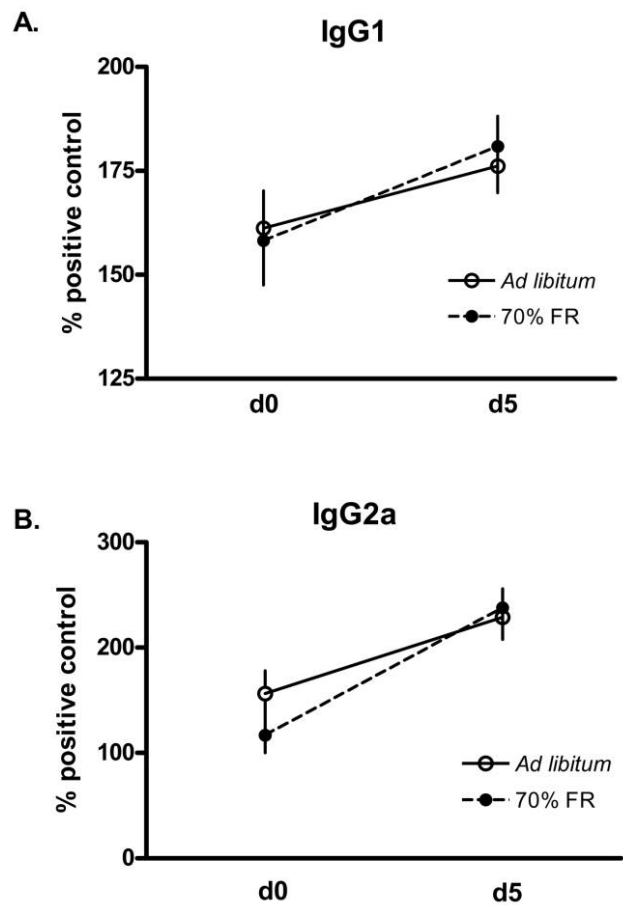 A.
IgG1
% positive control
200
175
150
125
Ad libitum
70% FR
d0
d5
B.
IgG2a
% positive control
300
200
100
0
Ad libitum
70% FR
d0
d5